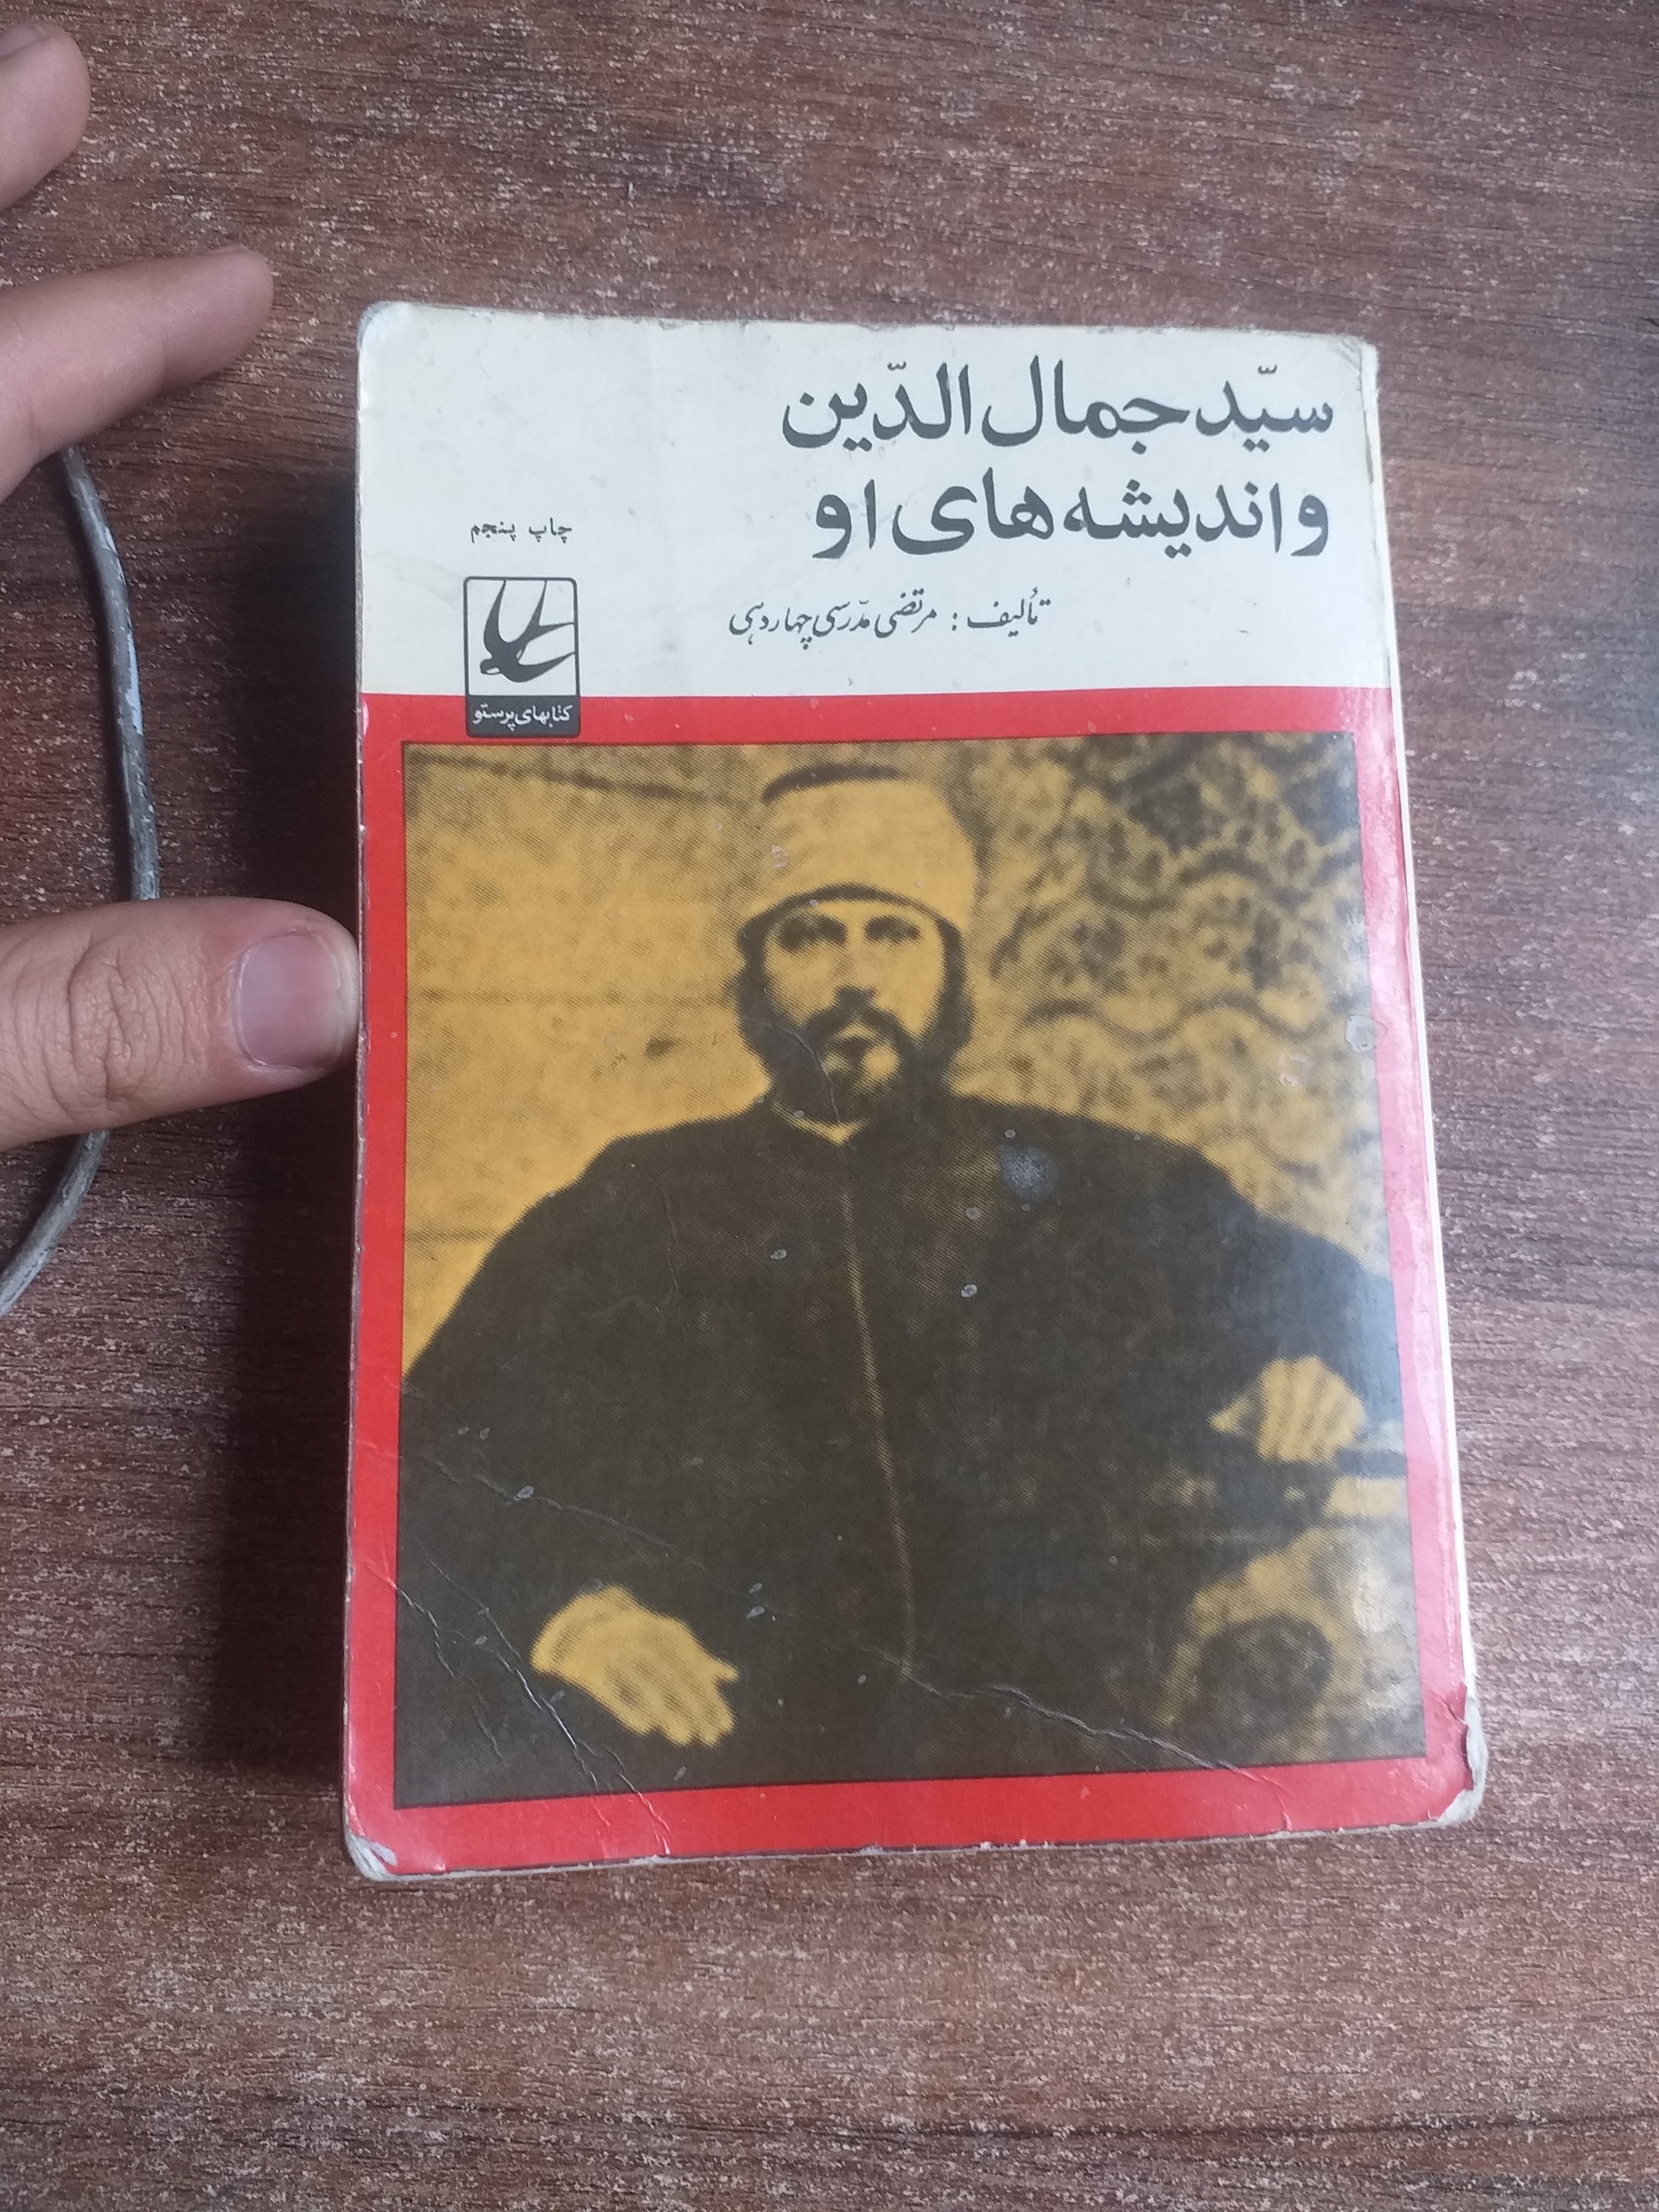 سیّد جمال الدّین
و اندیشه های او
چاپ پنجم
تألیف: مرتضی مدرّسی چهاردهی
کتابهای پرستو